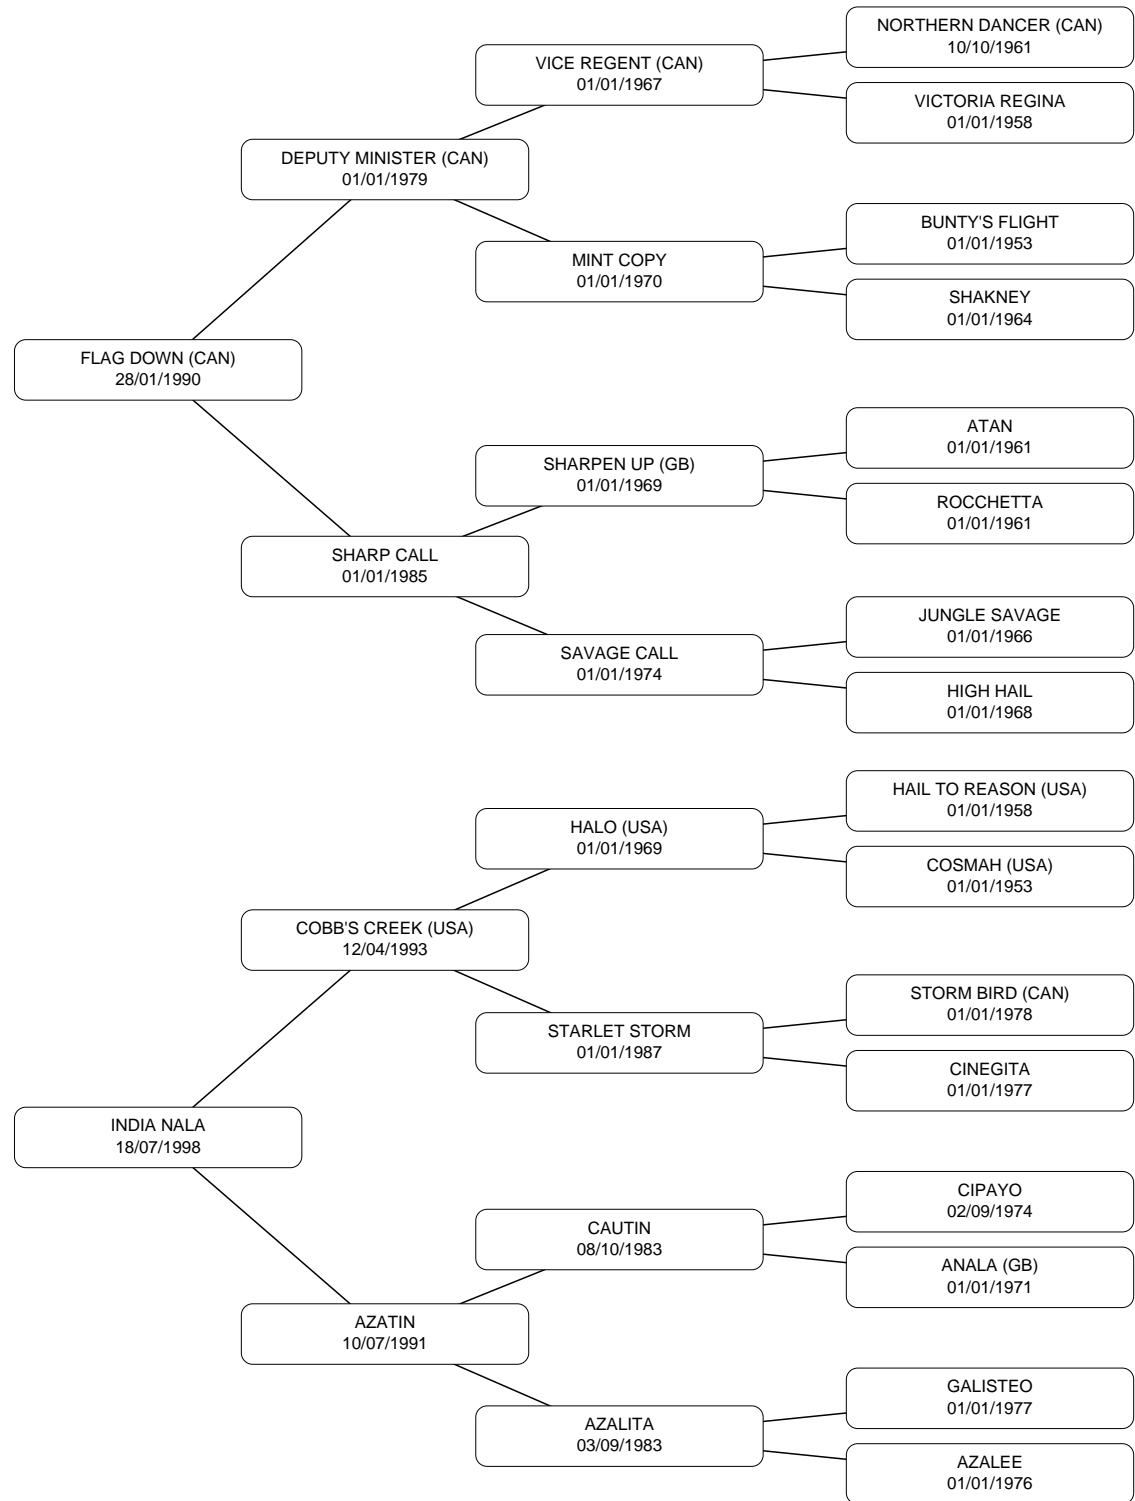 NORTHERN DANCER (CAN)
10/10/1961
VICE REGENT (CAN)
01/01/1967
VICTORIA REGINA
01/01/1958
DEPUTY MINISTER (CAN)
01/01/1979
BUNTY'S FLIGHT
01/01/1953
MINT COPY
01/01/1970
SHAKNEY
01/01/1964
FLAG DOWN (CAN)
28/01/1990
ATAN
01/01/1961
SHARPEN UP (GB)
01/01/1969
ROCCHETTA
01/01/1961
SHARP CALL
01/01/1985
JUNGLE SAVAGE
01/01/1966
SAVAGE CALL
01/01/1974
HIGH HAIL
01/01/1968
HAIL TO REASON (USA)
01/01/1958
HALO (USA)
01/01/1969
COSMAH (USA)
01/01/1953
COBB'S CREEK (USA)
12/04/1993
STORM BIRD (CAN)
01/01/1978
STARLET STORM
01/01/1987
CINEGITA
01/01/1977
INDIA NALA
18/07/1998
CIPAYO
02/09/1974
CAUTIN
08/10/1983
ANALA (GB)
01/01/1971
AZATIN
10/07/1991
GALISTEO
01/01/1977
AZALITA
03/09/1983
AZALEE
01/01/1976